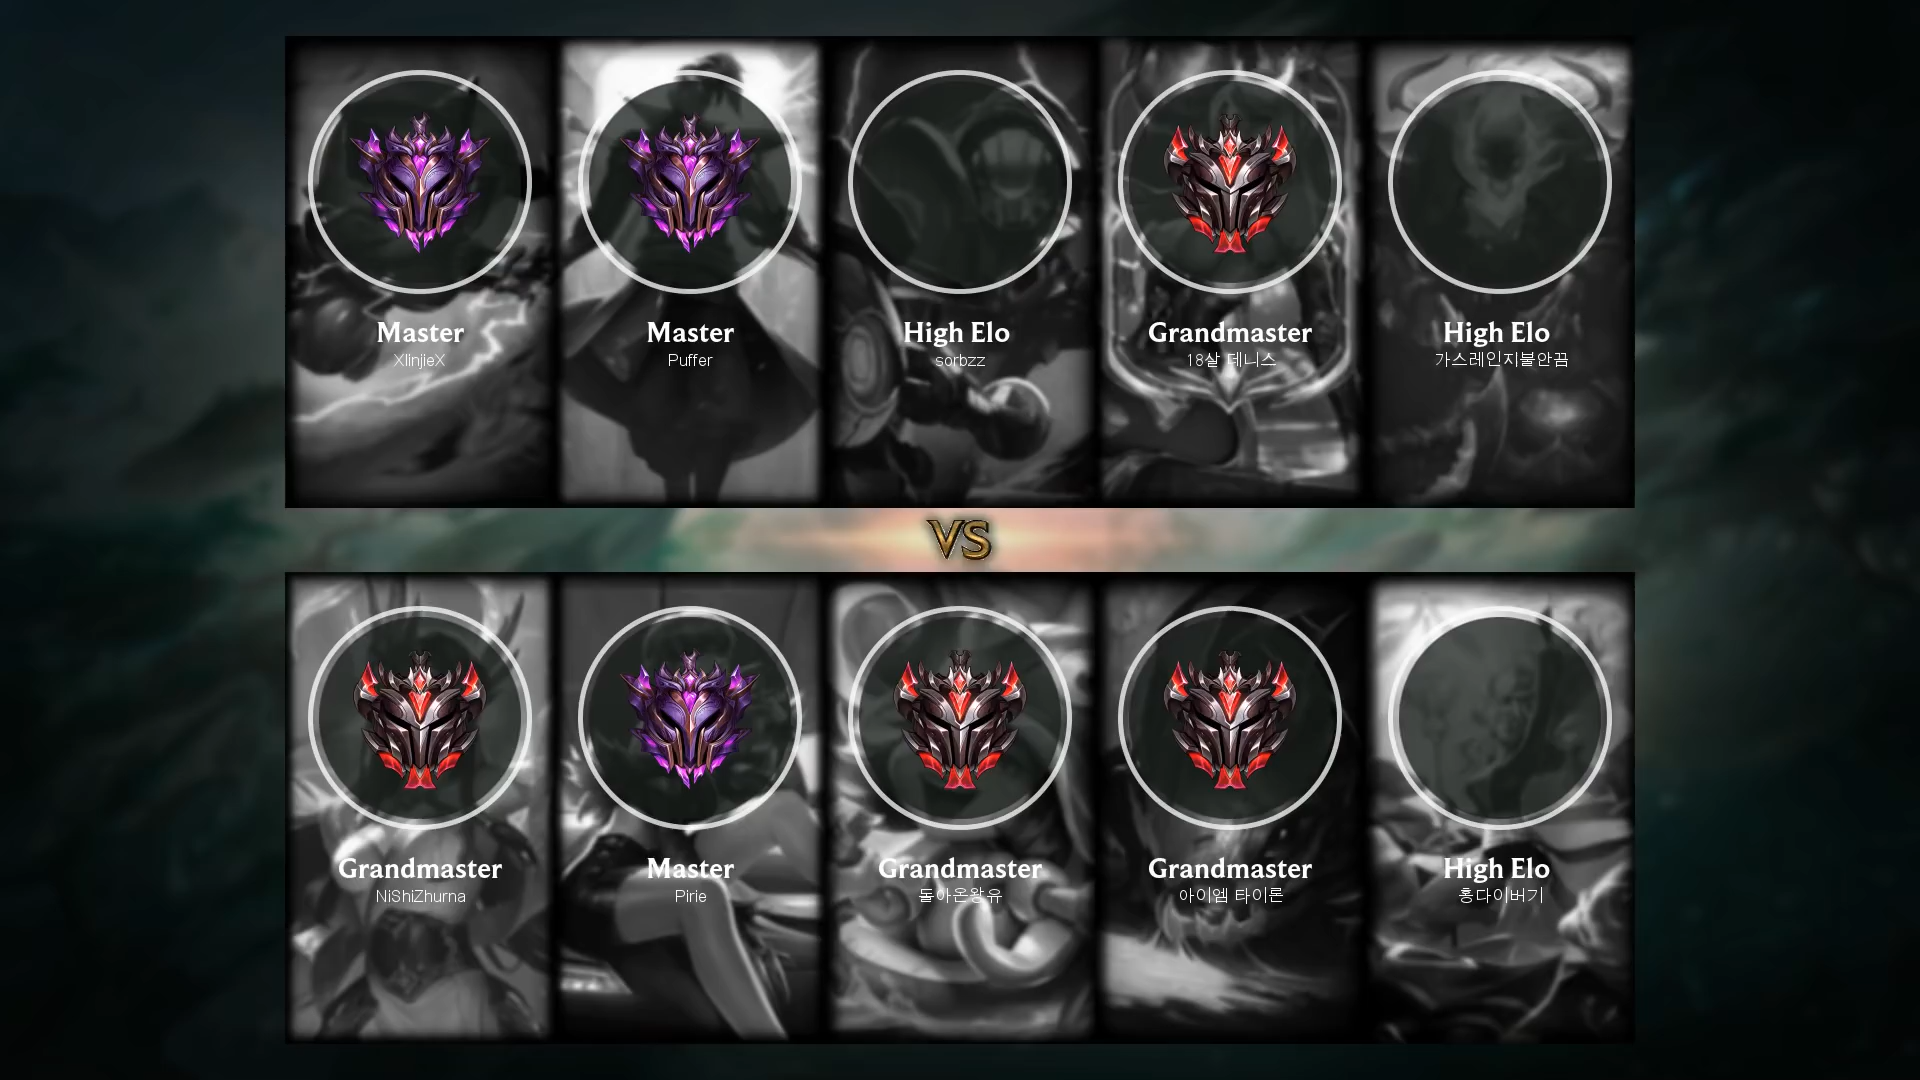 Master
XlinjieX
Master
Puffer
High Elo
sorbzz
Grandmaster
18살 데니스
High Elo
가스레인지불안끔
VS
Grandmaster
NiShiZhurna
Master
Pirie
Grandmaster
돌아온왕유
Grandmaster
아이엠 타이론
High Elo
홍다이버기